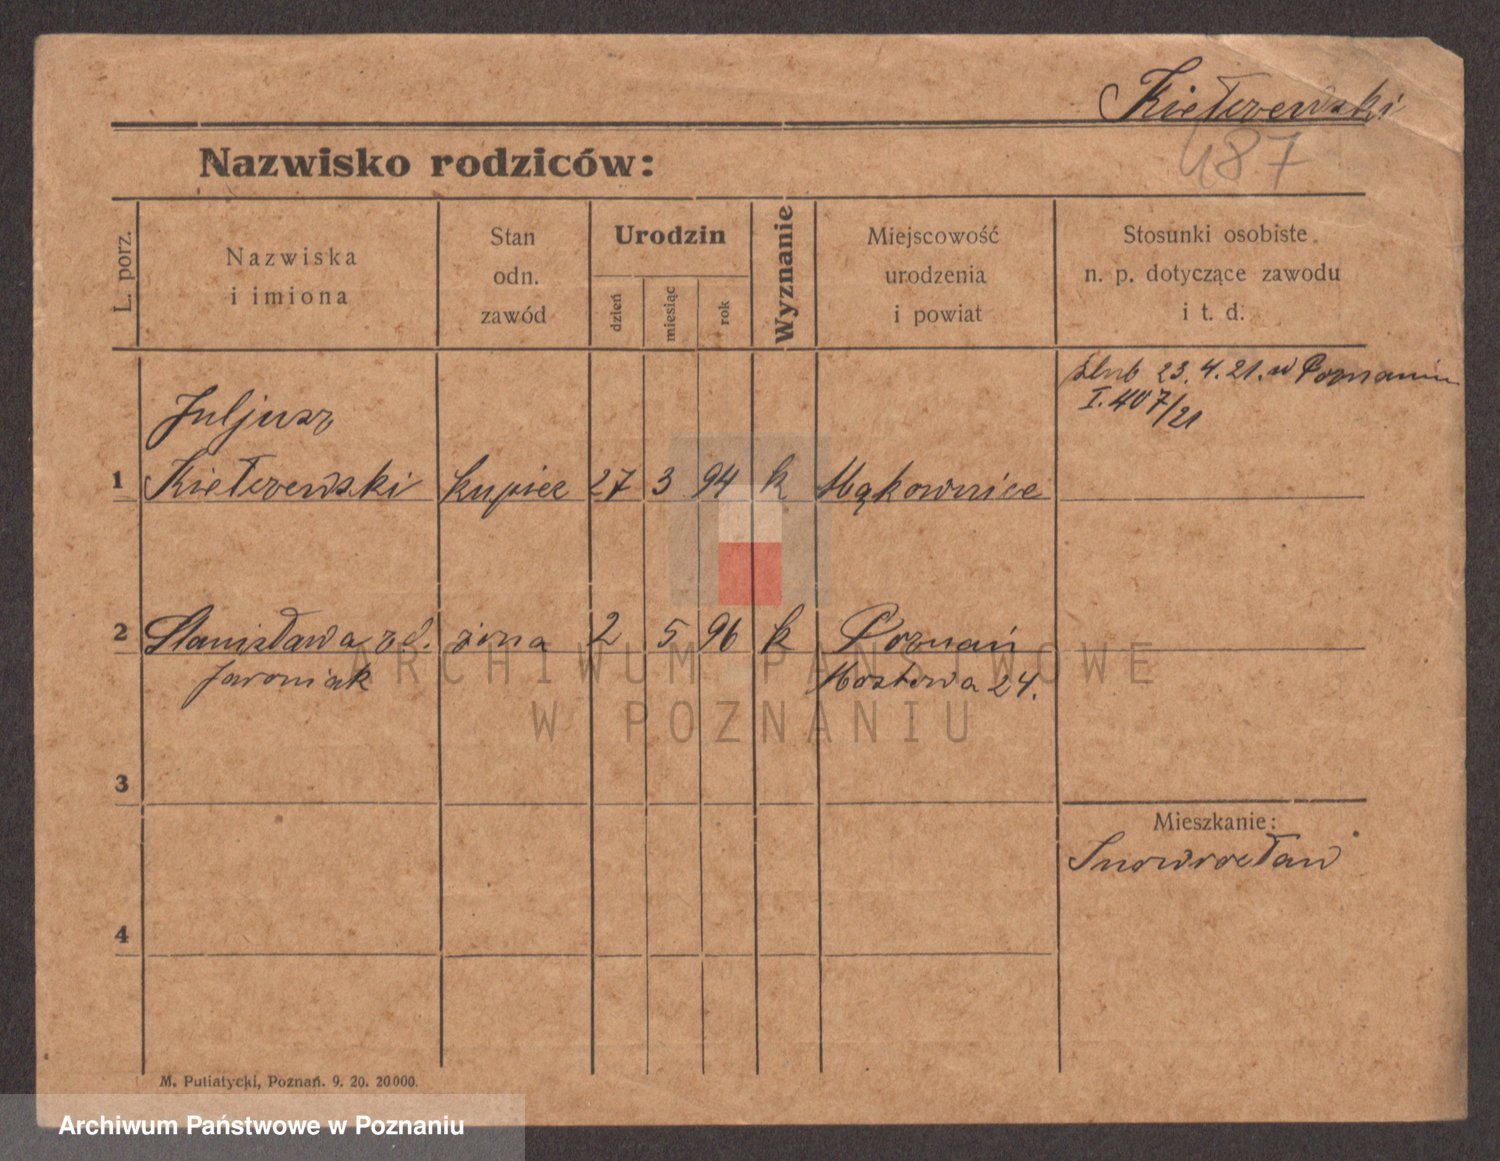 Kiełczewski
487
Nazwisko rodziców:
L. porz.
Nazwiska
i imiona
Stan
odn.
zawód
Urodzin
dzień
miesiąc
rok
Wyznanie
Miejscowość
urodzenia
i powiat
Stosunki osobiste
n. p. dotyczące zawodu
i t. d.
ślub 23.4.21. w Poznaniu
I. 407/21
Juljusz
1 Kiełczewski kupiec 27 3 94 k Mąkownice
2 Stanisława zd. żona 2 5 96 k Poznań
Jaroniak Mostowa 24.
3
Mieszkanie:
Inowrocław
4
M. Putiatycki, Poznań. 9. 20. 20000.
ARCHIWUM PAŃSTWOWE
W POZNANIU
Archiwum Państwowe w Poznaniu